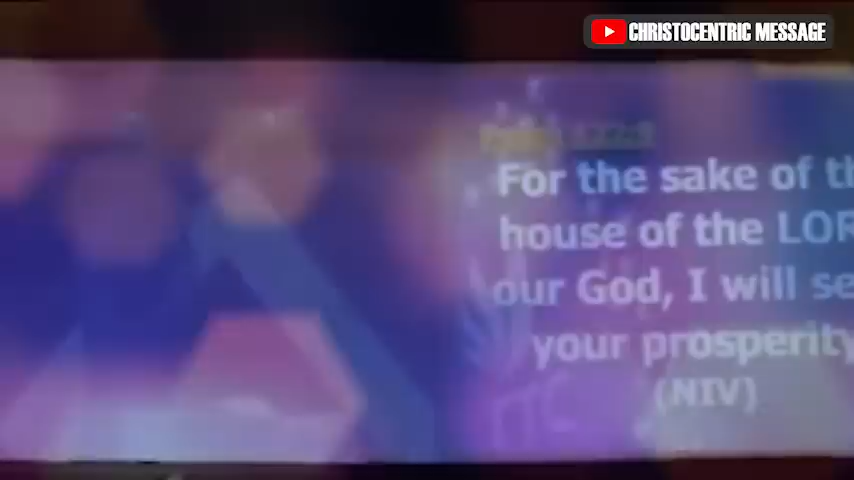 CHRISTOCENTRIC MESSAGE
For the sake of th
house of the LOR
our God, I will se
your prosperity
(NIV)